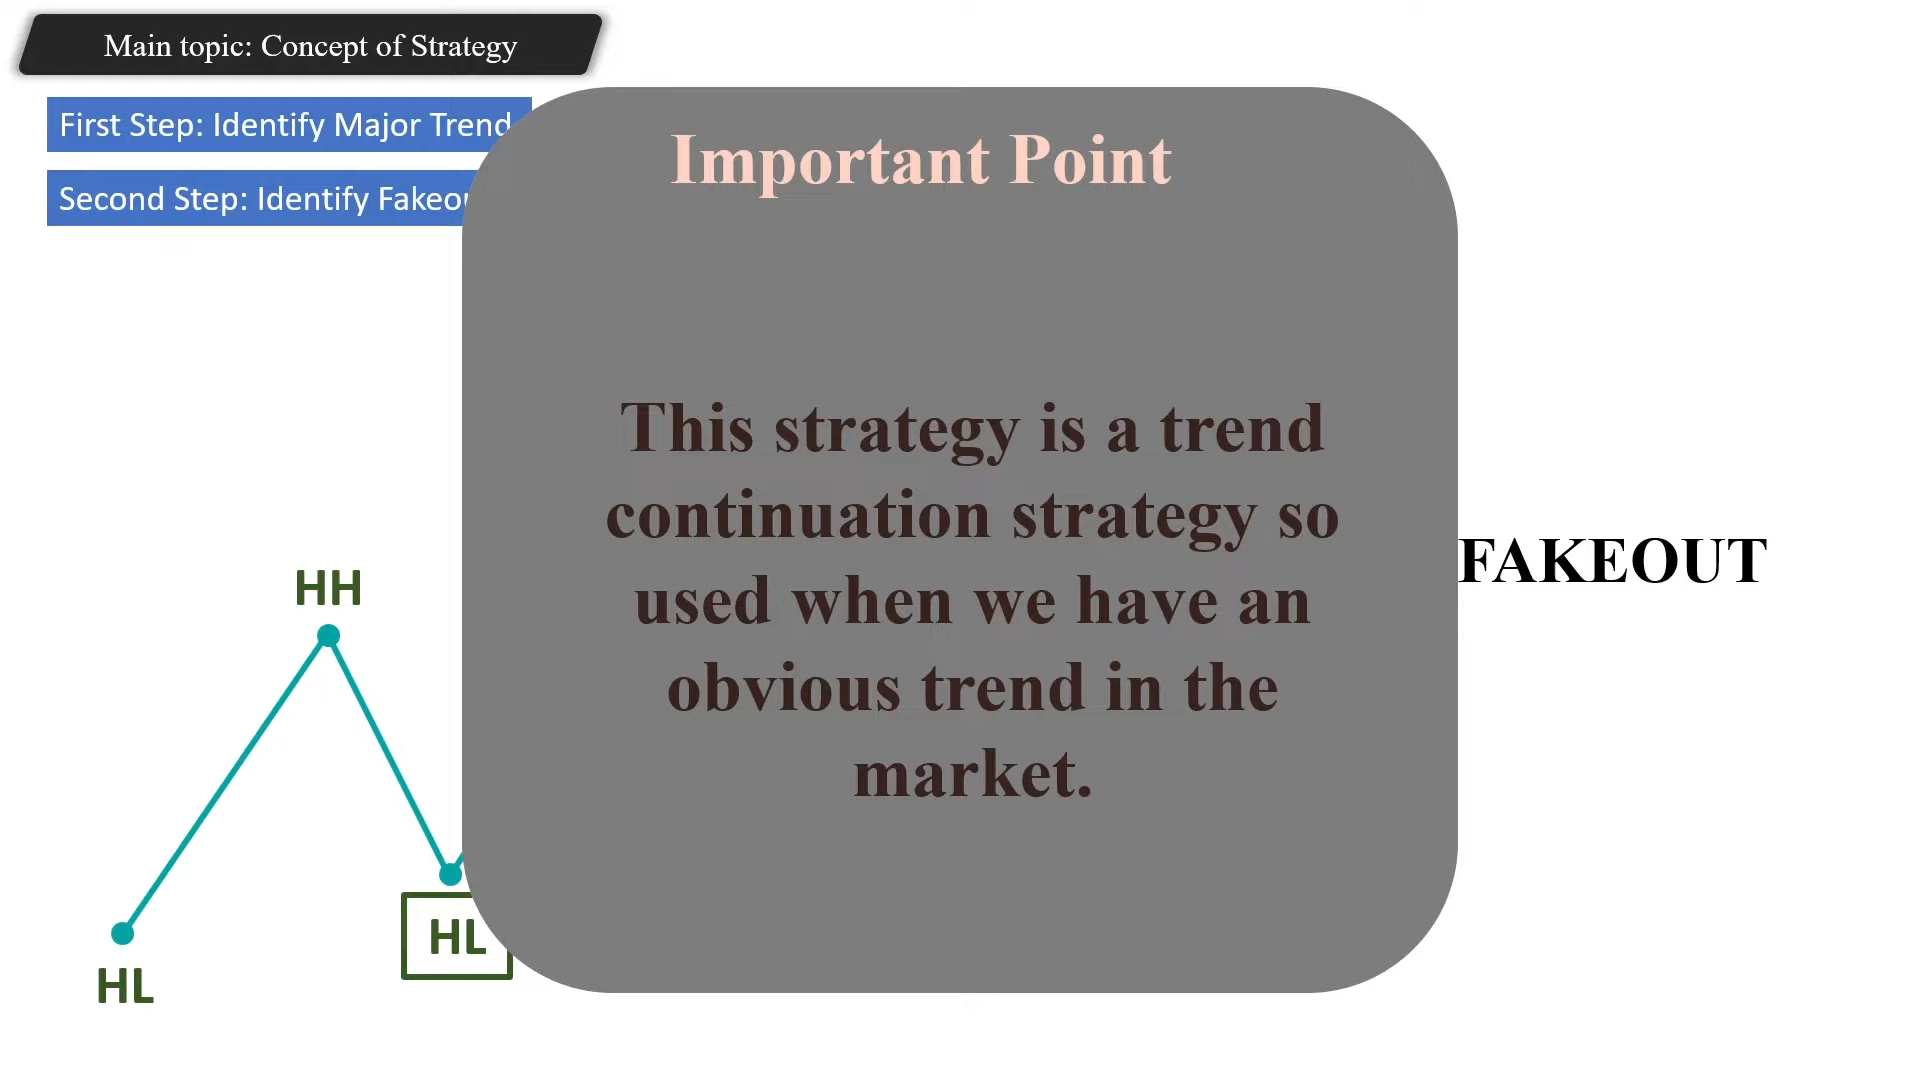 Main topic: Concept of Strategy
First Step: Identify Major Trend
Second Step: Identify
Important Point
This strategy is a trend
continuation strategy so
used when we have an
obvious trend in the
market.
FAKEOUT
HH
HL
HL